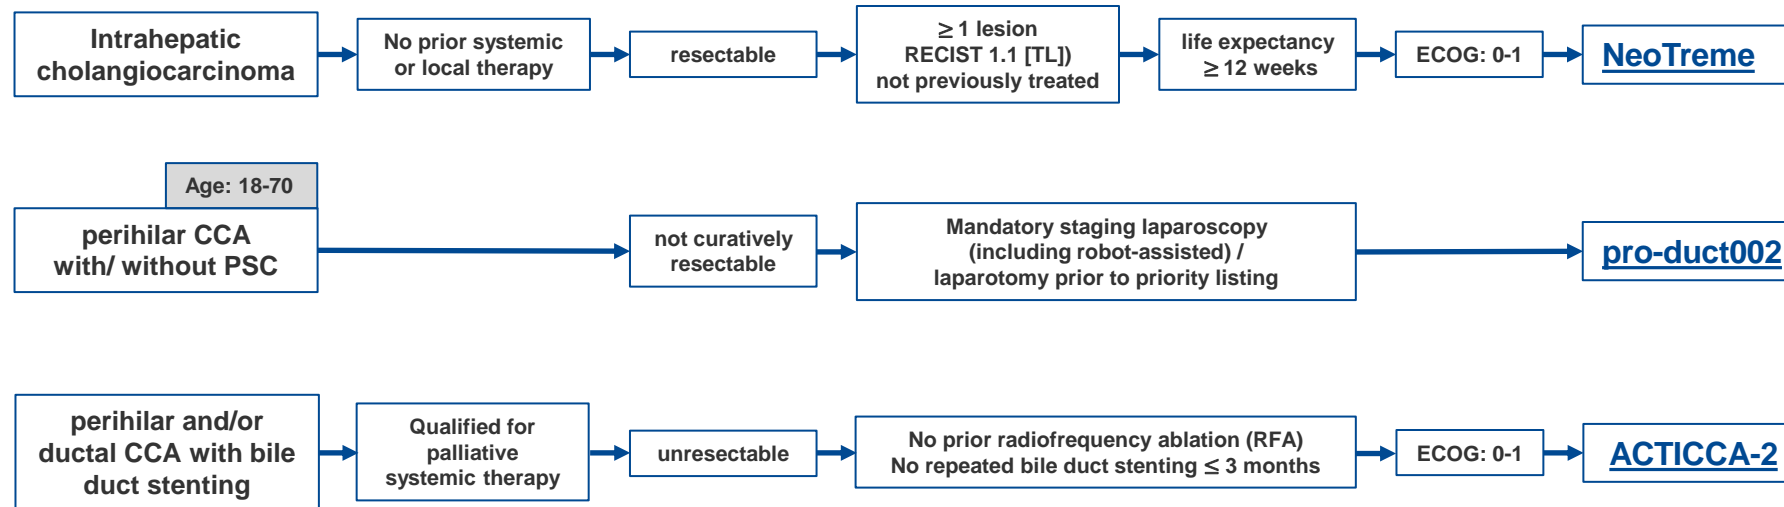 Intrahepatic
cholangiocarcinoma
No prior systemic
or local therapy
resectable
≥ 1 lesion
RECIST 1.1 [TL])
not previously treated
life expectancy
≥ 12 weeks
ECOG: 0-1
NeoTreme
Age: 18-70
perihilar CCA
with/ without PSC
not curatively
resectable
Mandatory staging laparoscopy
(including robot-assisted) /
laparotomy prior to priority listing
pro-duct002
perihilar and/or
ductal CCA with bile
duct stenting
Qualified for
palliative
systemic therapy
unresectable
No prior radiofrequency ablation (RFA)
No repeated bile duct stenting ≤ 3 months
ECOG: 0-1
ACTICCA-2